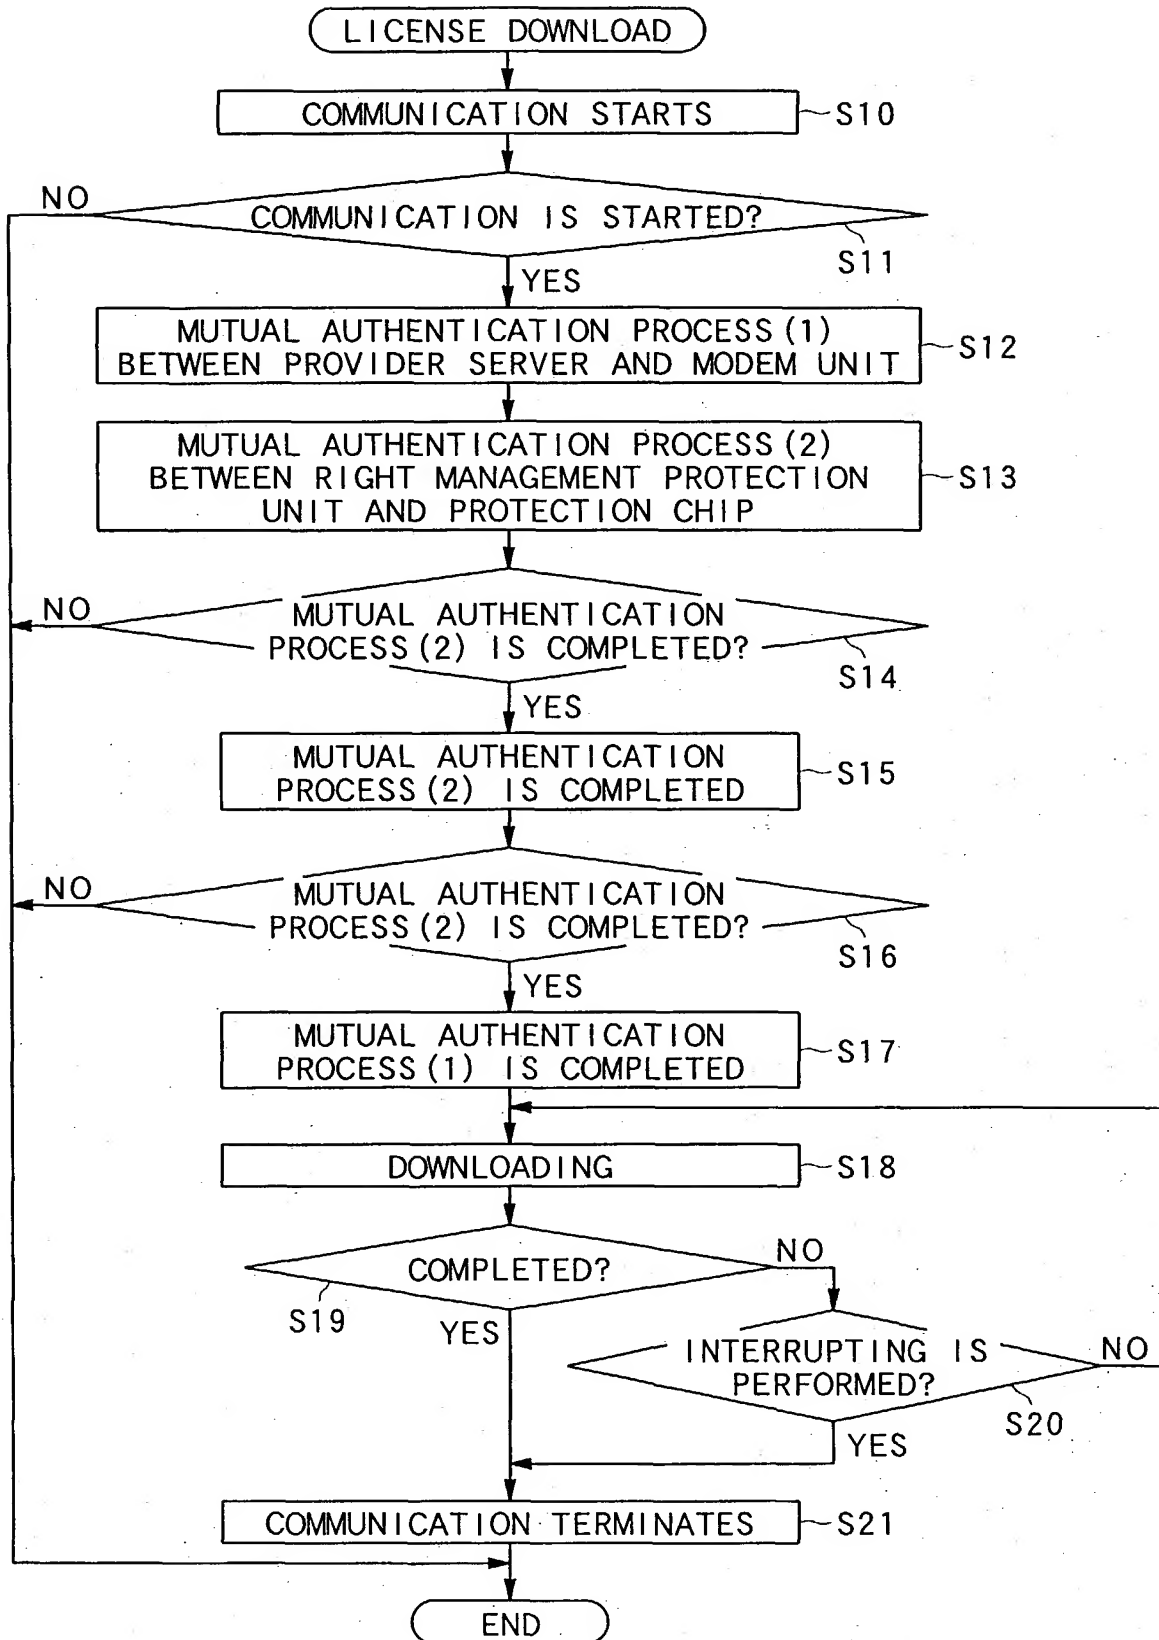 LICENSE DOWNLOAD
COMMUNICATION STARTS
S10
NO
COMMUNICATION IS STARTED?
S11
YES
MUTUAL AUTHENTICATION PROCESS(1)
BETWEEN PROVIDER SERVER AND MODEM UNIT
S12
MUTUAL AUTHENTICATION PROCESS(2)
BETWEEN RIGHT MANAGEMENT PROTECTION
UNIT AND PROTECTION CHIP
S13
NO
MUTUAL AUTHENTICATION
PROCESS(2) IS COMPLETED?
S14
YES
MUTUAL AUTHENTICATION
PROCESS(2) IS COMPLETED
S15
NO
MUTUAL AUTHENTICATION
PROCESS(2) IS COMPLETED?
S16
YES
MUTUAL AUTHENTICATION
PROCESS(1) IS COMPLETED
S17
DOWNLOADING
S18
COMPLETED?
NO
S19
YES
INTERRUPTING IS
PERFORMED?
NO
S20
YES
COMMUNICATION TERMINATES
S21
END